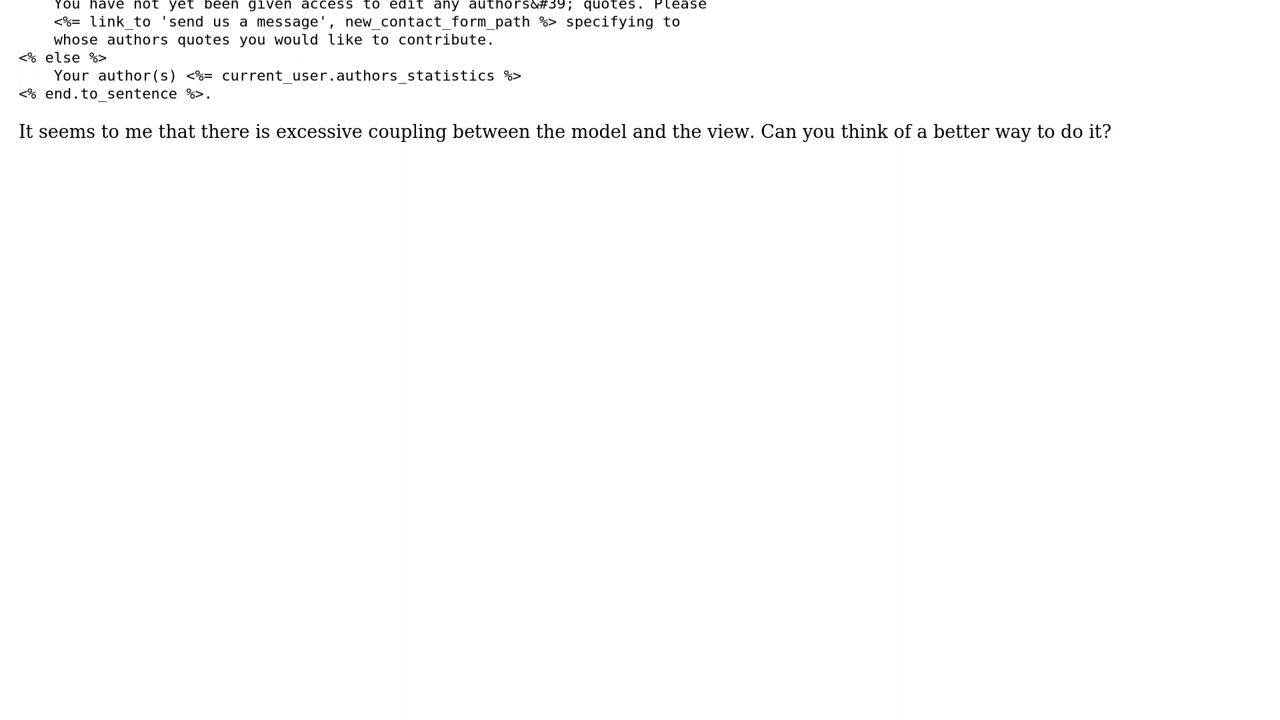 You have not yet been given access to edit any authors&#39; quotes. Please
<%= link_to 'send us a message', new_contact_form_path %> specifying to
whose authors quotes you would like to contribute.
<% else %>
Your author(s) <%= current_user.authors_statistics %>
<% end.to_sentence %>.
It seems to me that there is excessive coupling between the model and the view. Can you think of a better way to do it?